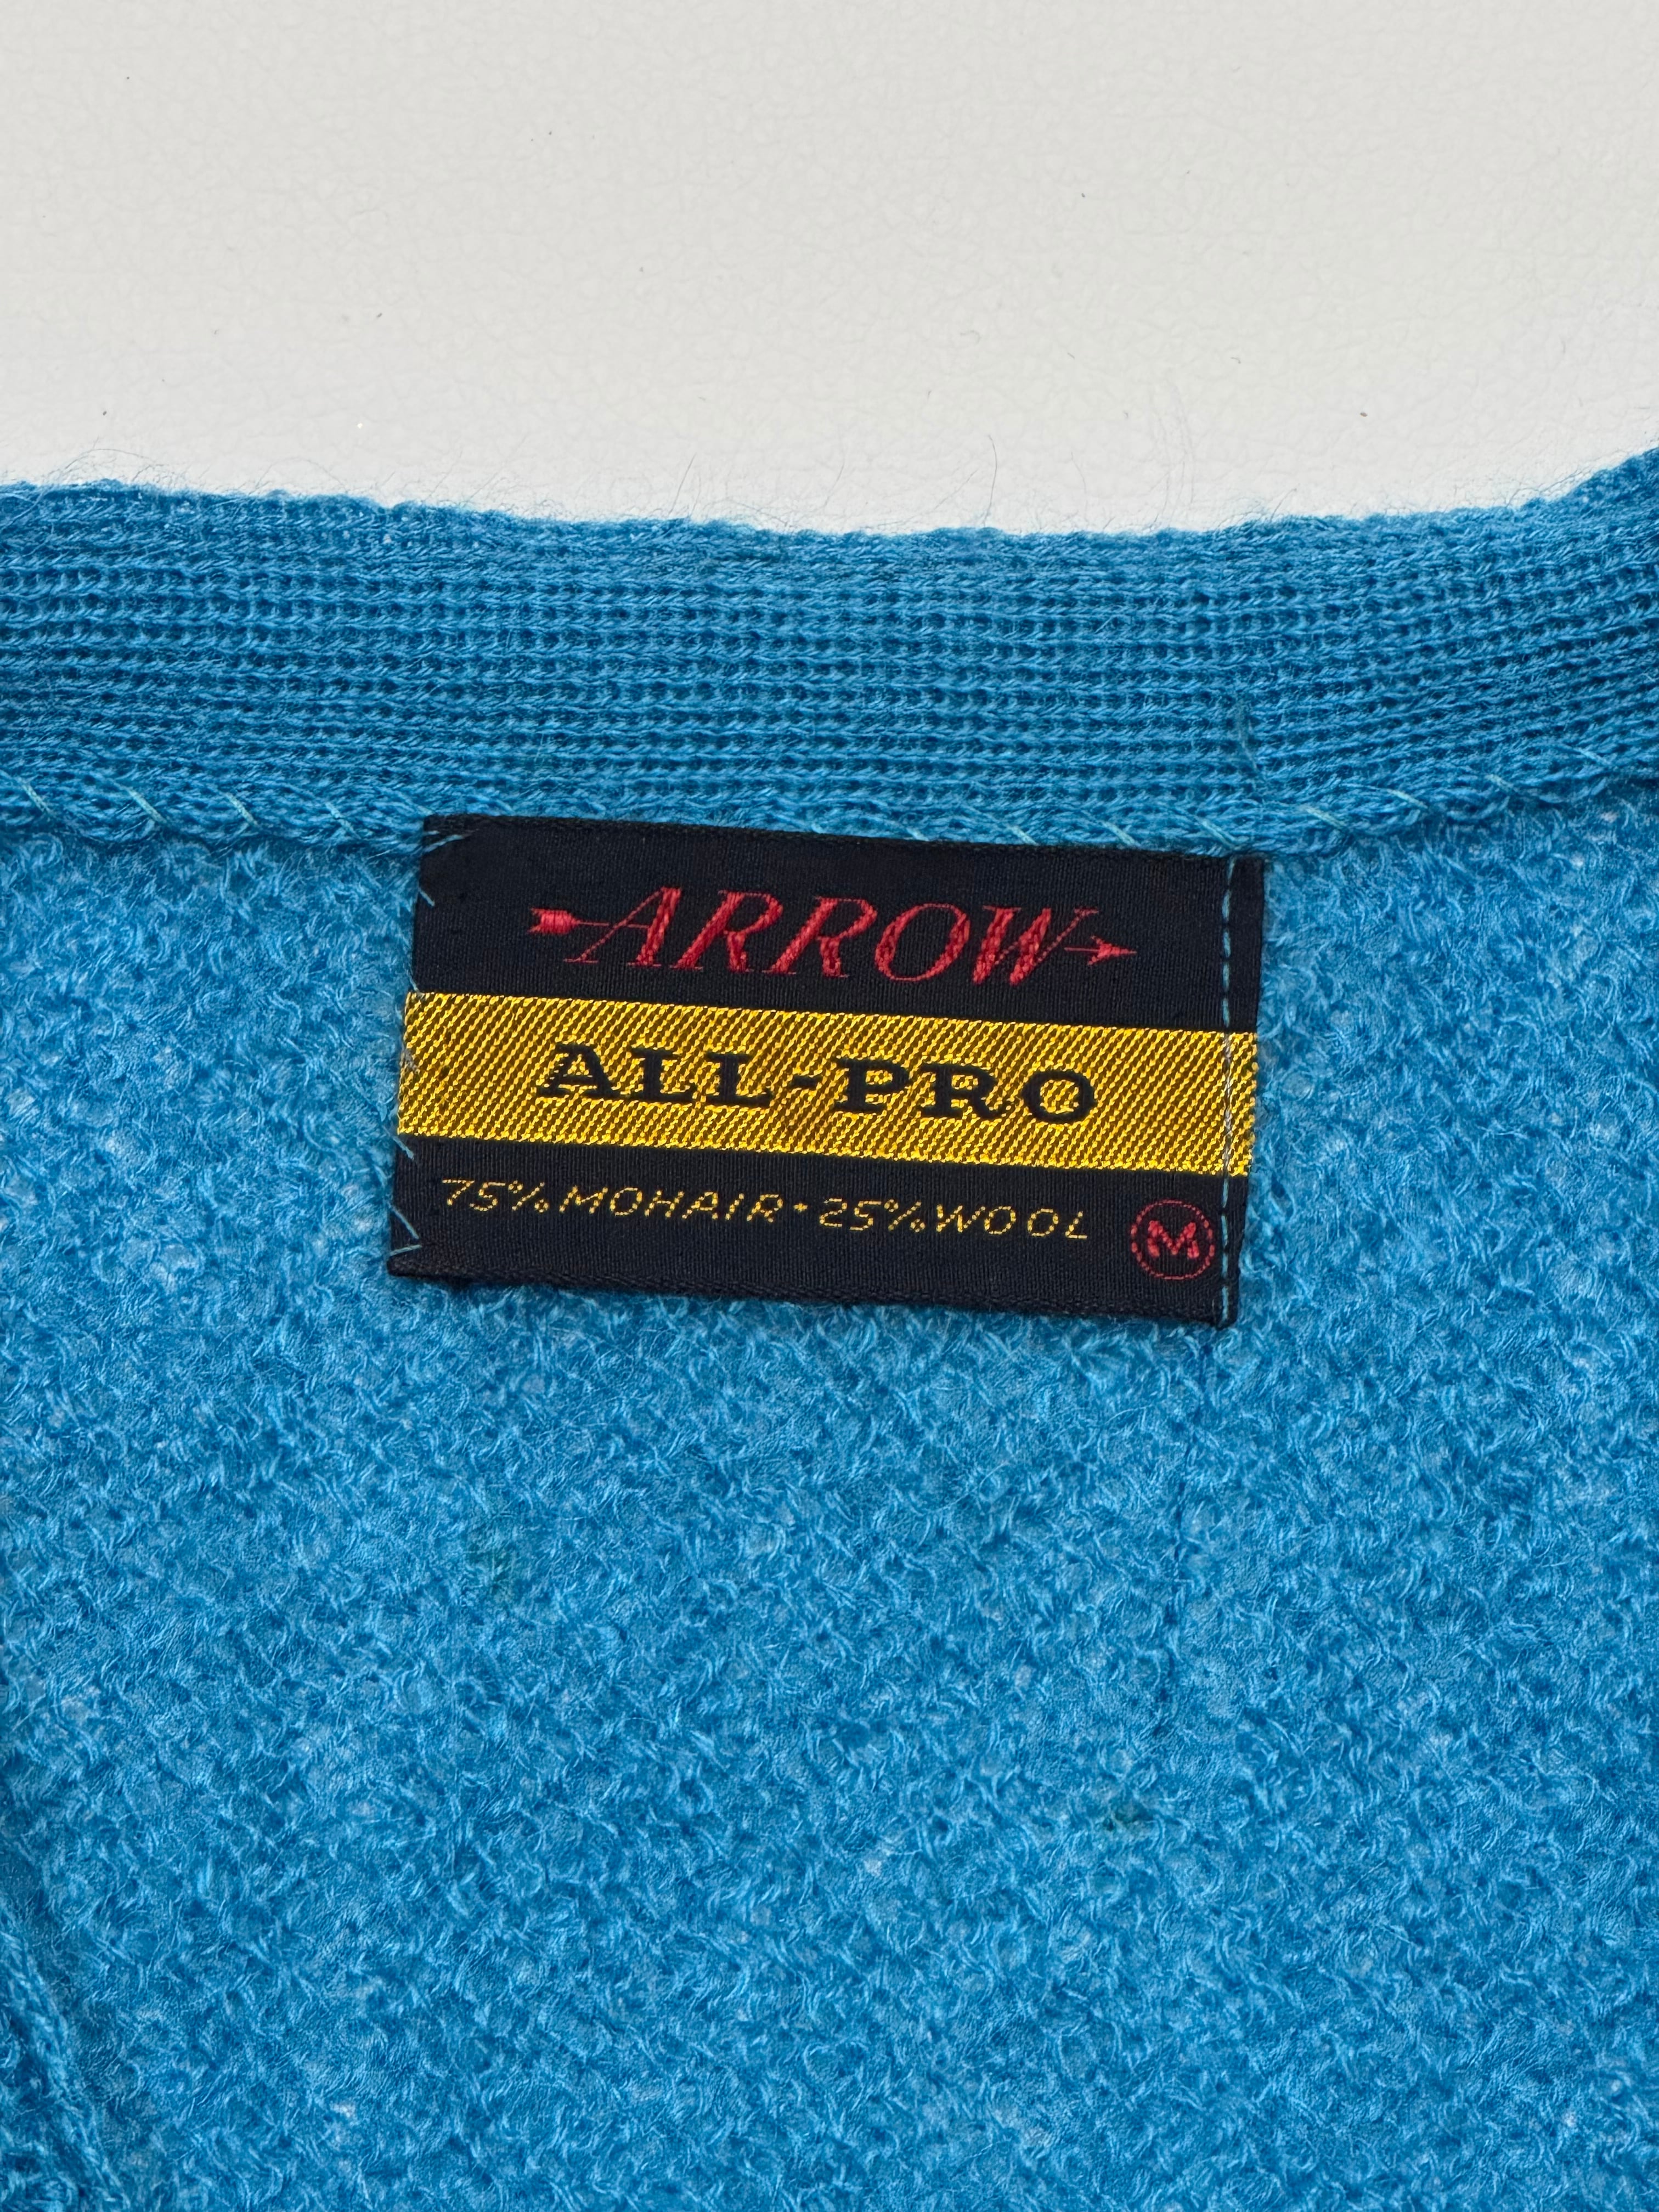 ARROW
ALL-PRO
75% MOHAIR • 25% WOOL
M